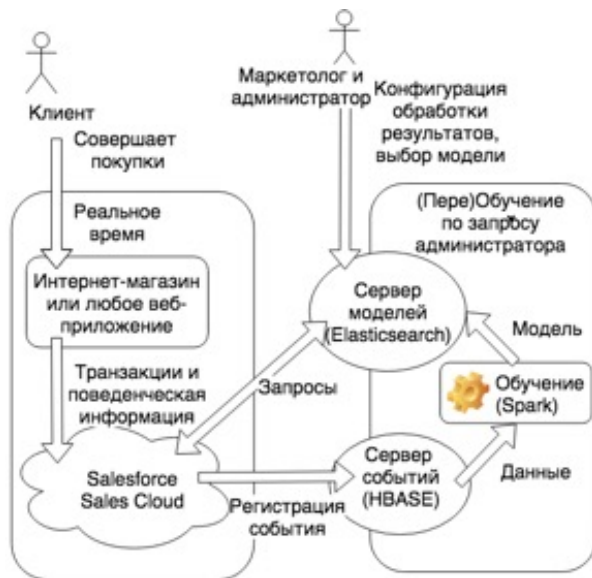 Клиент
Совершает
покупки
Маркетолог и
администратор
Конфигурация
обработки
результатов,
выбор модели
Реальное
время
(Пере)Обучение
по запросу
администратора
Интернет-магазин
или любое веб-
приложение
Сервер
моделей
(Elasticsearch)
Модель
Транзакции и
поведенческая
информация
Запросы
Обучение
(Spark)
Salesforce
Sales Cloud
Регистрация
события
Сервер
событий
(HBASE)
Данные